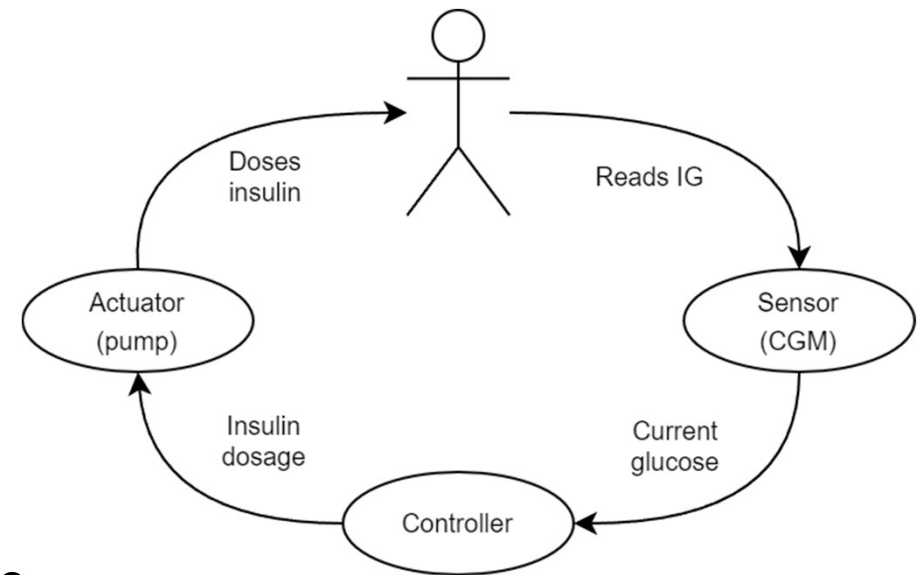 Doses
insulin
Reads IG
Actuator
(pump)
Sensor
(CGM)
Insulin
dosage
Current
glucose
Controller